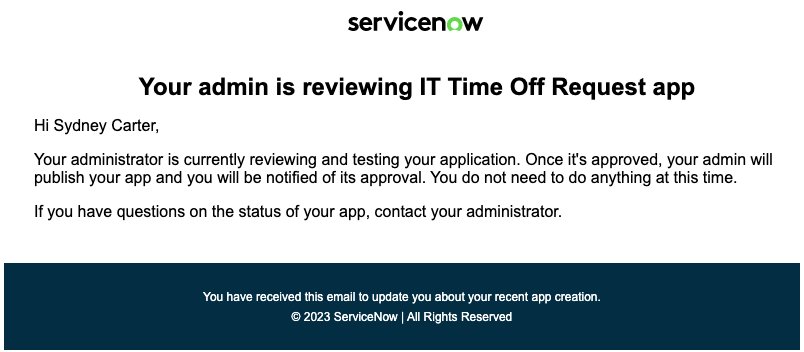 servicenow
Your admin is reviewing IT Time Off Request app
Hi Sydney Carter,
Your administrator is currently reviewing and testing your application. Once it's approved, your admin will
publish your app and you will be notified of its approval. You do not need to do anything at this time.
If you have questions on the status of your app, contact your administrator.
You have received this email to update you about your recent app creation.
© 2023 ServiceNow | All Rights Reserved